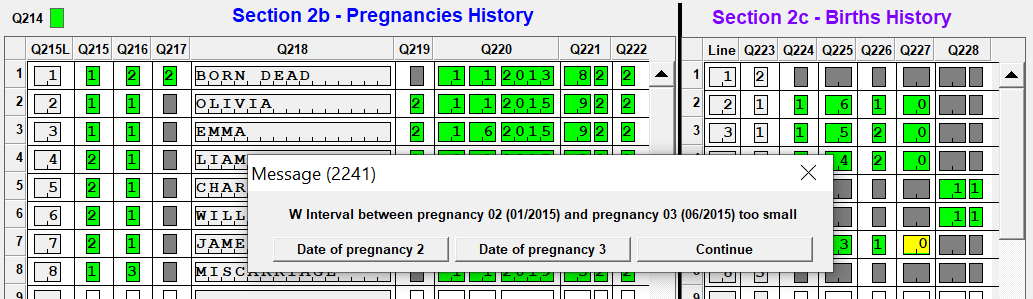 Q214 Section 2b - Pregnancies History Section 2c - Births History
Q215L Q215 Q216 Q217 Q218 Q219 Q220 Q221 Q222 Line Q223 Q224 Q225 Q226 Q227 Q228
1 1 1 2 2 BORN DEAD 1 1 2013 8 2 2 1 1 2
2 2 1 1 OLIVIA 2 1 1 2015 9 2 2 2 2 1 1 6 1 0
3 3 1 1 EMMA 2 1 6 2015 9 2 2 3 3 1 1 5 2 0
4 4 2 1 LIAM 4 2 0
5 5 2 1 CHAR 1 1
6 6 2 1 WILL 1 1
7 7 2 1 JAME 3 1 0
8 8 1 3 MISCARRIAGE
9
Message (2241)
W Interval between pregnancy 02 (01/2015) and pregnancy 03 (06/2015) too small
Date of pregnancy 2 Date of pregnancy 3 Continue